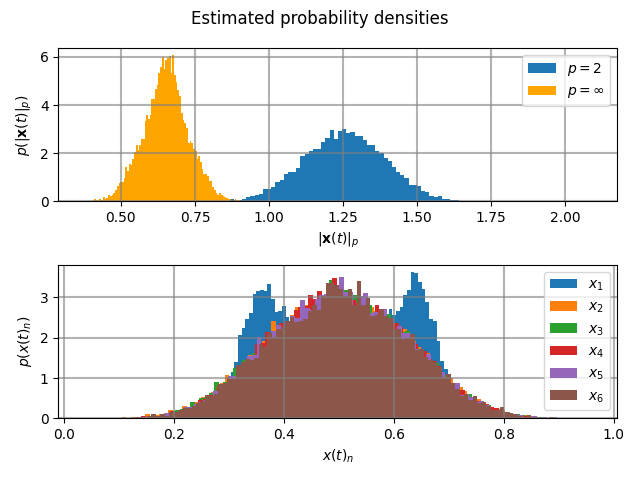 Estimated probability densities
p(|𝐱(t)|ₚ)
6
4
2
0
p = 2
p = ∞
0.50 0.75 1.00 1.25 1.50 1.75 2.00
|𝐱(t)|ₚ
p(x(t)ₙ)
3
2
1
0
x₁
x₂
x₃
x₄
x₅
x₆
0.0 0.2 0.4 0.6 0.8 1.0
x(t)ₙ